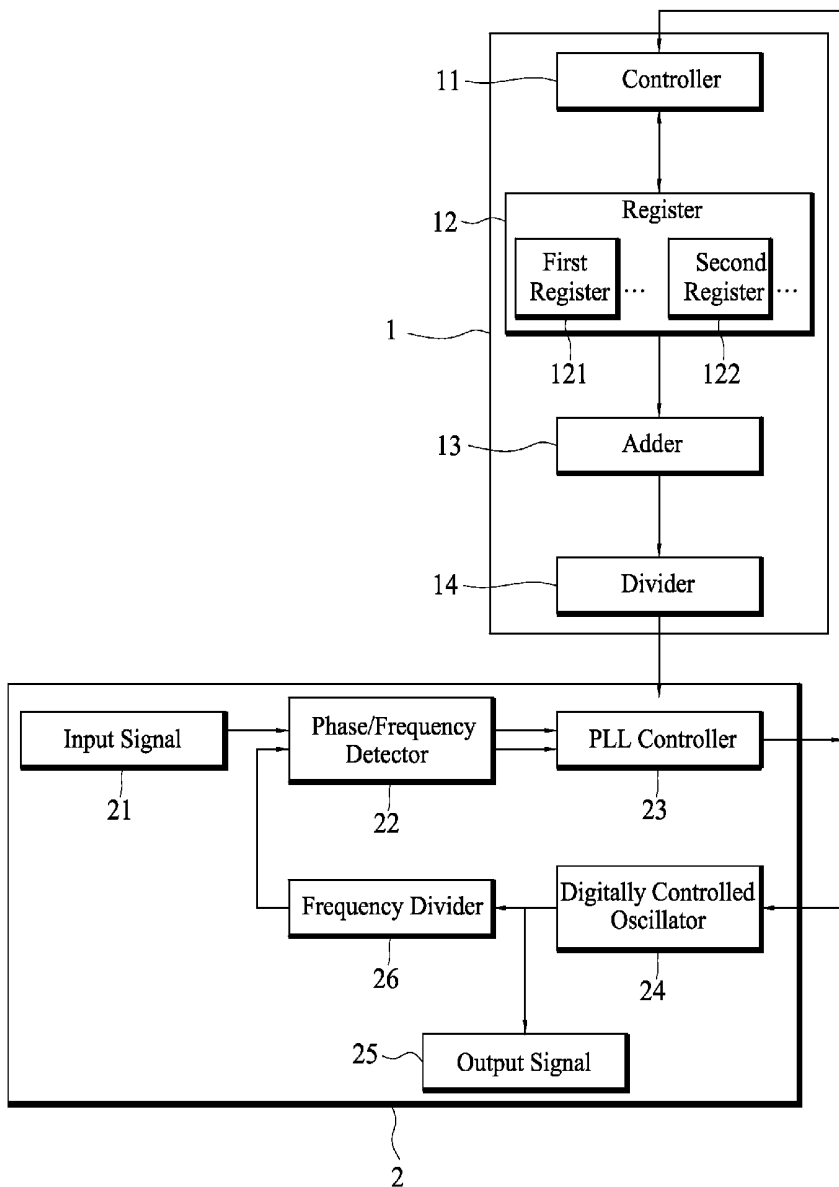 11
Controller
12
Register
First
Register
...
Second
Register
...
1
121
122
13
Adder
14
Divider
Input Signal
Phase/Frequency
Detector
PLL Controller
21
22
23
Frequency Divider
Digitally Controlled
Oscillator
26
24
25
Output Signal
2